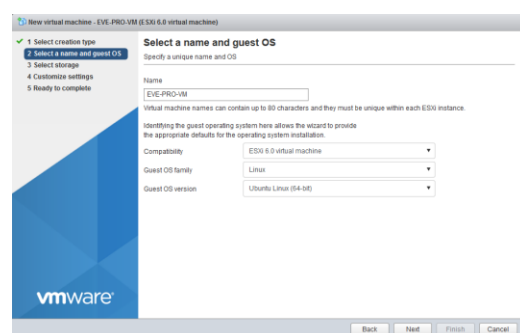 New virtual machine - EVE-PRO-VM (ESXi 6.0 virtual machine)
1 Select creation type
2 Select a name and guest OS
3 Select storage
4 Customize settings
5 Ready to complete
Select a name and guest OS
Specify a unique name and OS
Name
EVE-PRO-VM
Virtual machine names can contain up to 80 characters and they must be unique within each ESXi instance.
Identifying the guest operating system here allows the wizard to provide
the appropriate defaults for the operating system installation.
Compatibility
ESXi 6.0 virtual machine
Guest OS family
Linux
Guest OS version
Ubuntu Linux (64-bit)
vmware
Back
Next
Finish
Cancel